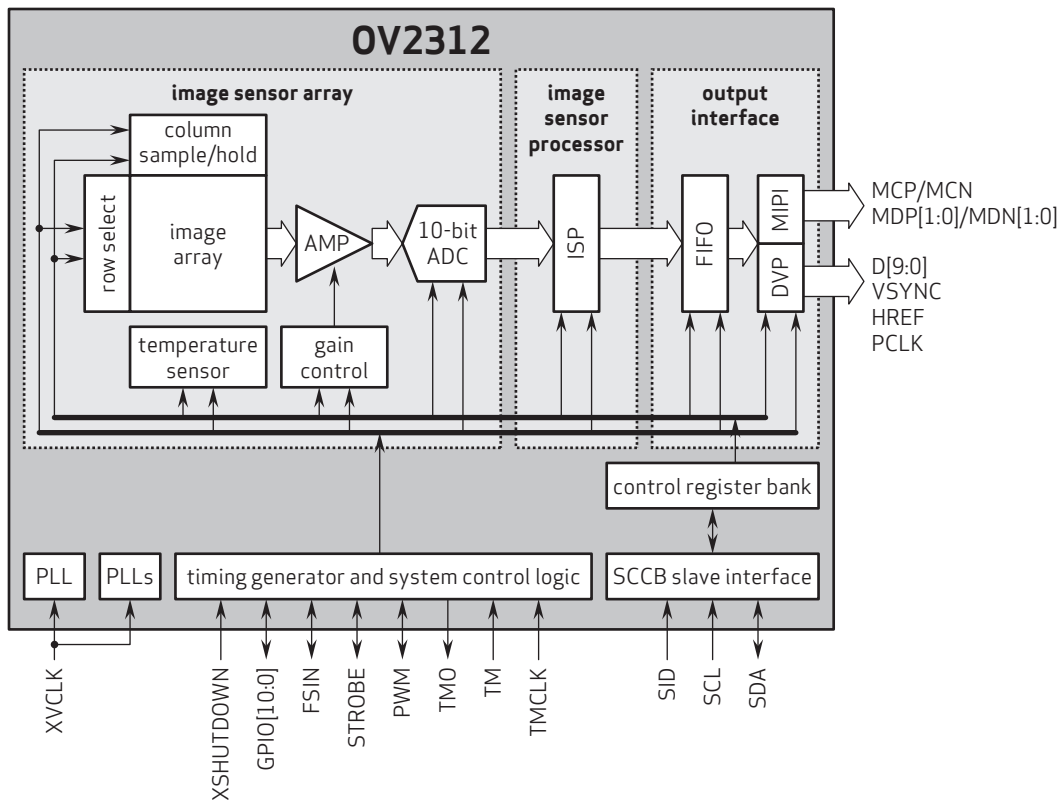 OV2312
image sensor array
image
sensor
processor
output
interface
column
sample/hold
row select
image
array
AMP
10-bit
ADC
ISP
FIFO
MIPI
DVP
MCP/MCN
MDP[1:0]/MDN[1:0]
D[9:0]
VSYNC
HREF
PCLK
temperature
sensor
gain
control
control register bank
PLL
PLLs
timing generator and system control logic
SCCB slave interface
XVCLK
XSHUTDOWN
GPIO[10:0]
FSIN
STROBE
PWM
TMO
TM
TMCLK
SID
SCL
SDA